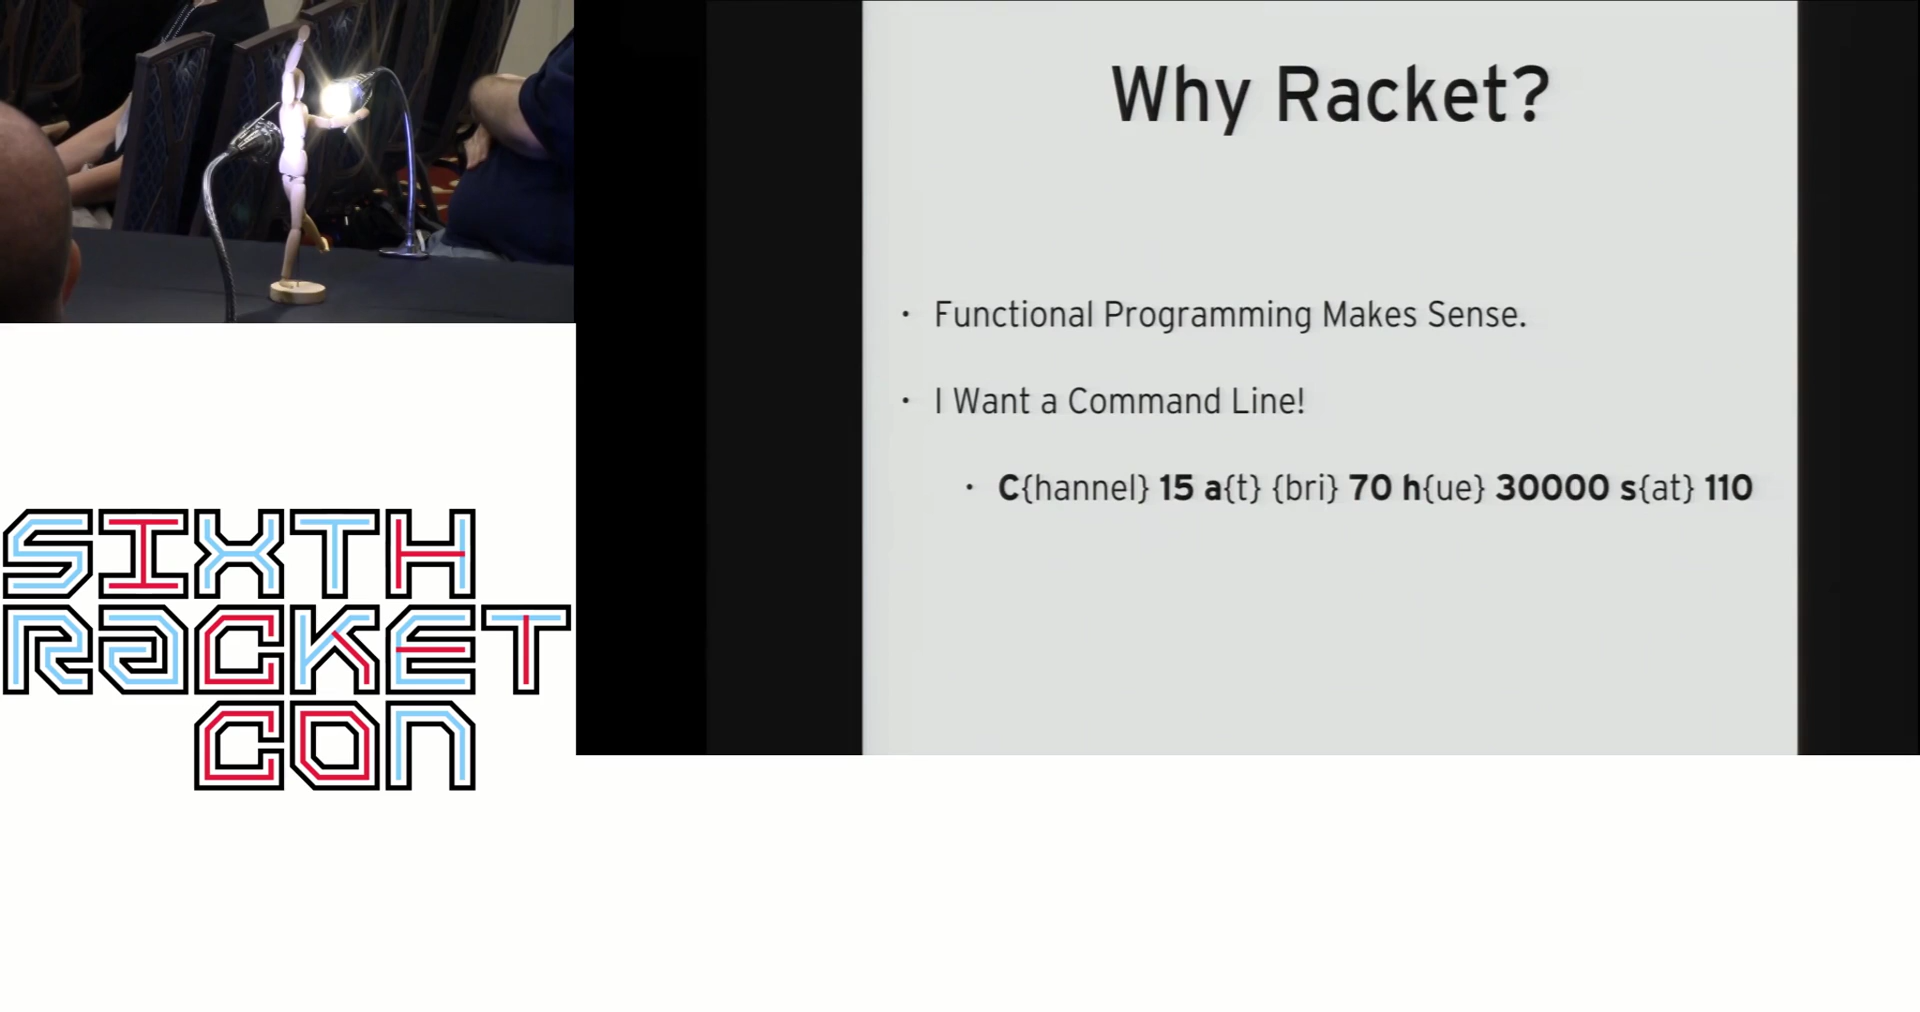 Why Racket?
· Functional Programming Makes Sense.
· I Want a Command Line!
· C{hannel} 15 a{t} {bri} 70 h{ue} 30000 s{at} 110
SIXTH
RACKET
CON